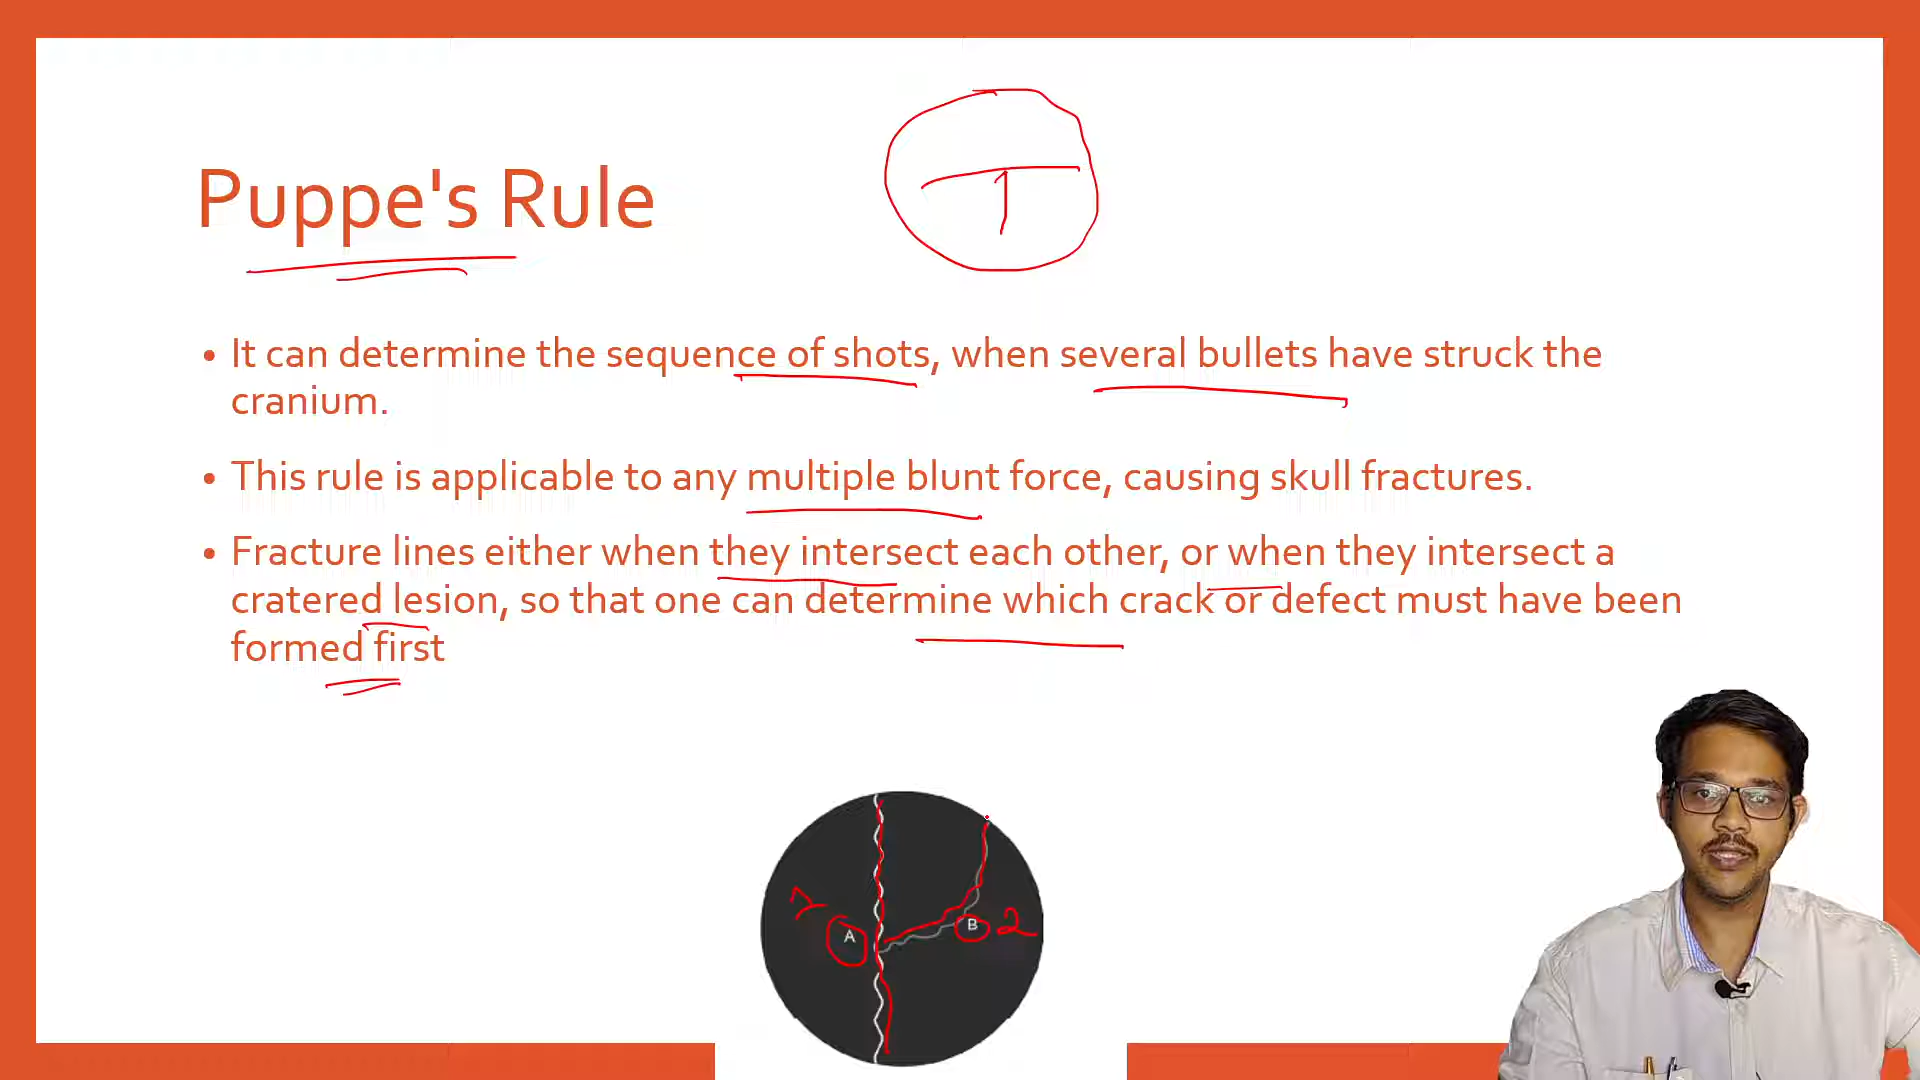 Puppe's Rule
• It can determine the sequence of shots, when several bullets have struck the
cranium.
• This rule is applicable to any multiple blunt force, causing skull fractures.
• Fracture lines either when they intersect each other, or when they intersect a
cratered lesion, so that one can determine which crack or defect must have been
formed first
A
B 2